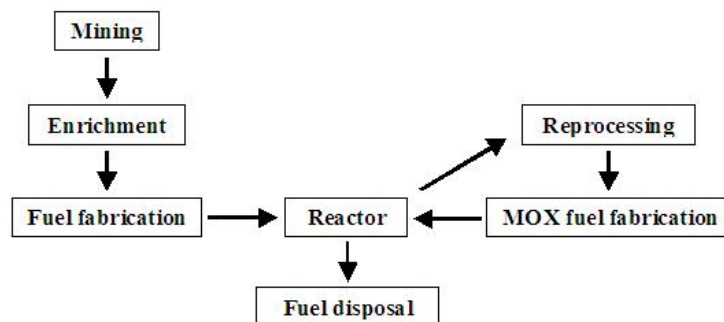 Mining
Enrichment
Reprocessing
Fuel fabrication
Reactor
MOX fuel fabrication
Fuel disposal